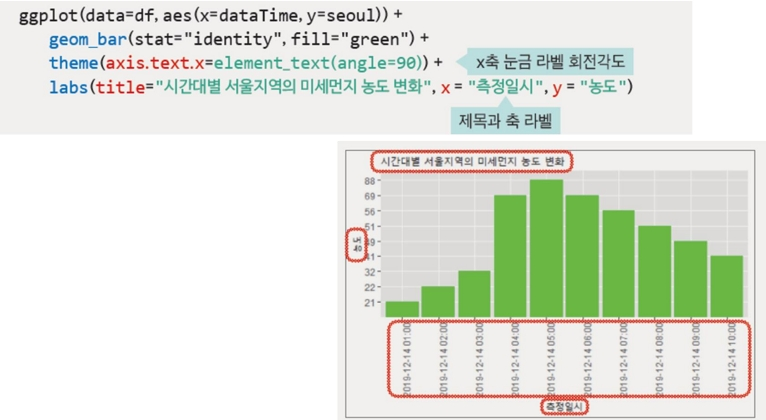 ggplot(data=df, aes(x=dataTime, y=seoul)) +
geom_bar(stat="identity", fill="green") +
theme(axis.text.x=element_text(angle=90)) +
x축 눈금 라벨 회전각도
labs(title="시간대별 서울지역의 미세먼지 농도 변화", x = "측정일시", y = "농도")
제목과 축 라벨
시간대별 서울지역의 미세먼지 농도 변화
88
69
56
51
49
41
32
22
21
농도
2019-12-14 01:00
2019-12-14 02:00
2019-12-14 03:00
2019-12-14 04:00
2019-12-14 05:00
2019-12-14 06:00
2019-12-14 07:00
2019-12-14 08:00
2019-12-14 09:00
2019-12-14 10:00
측정일시